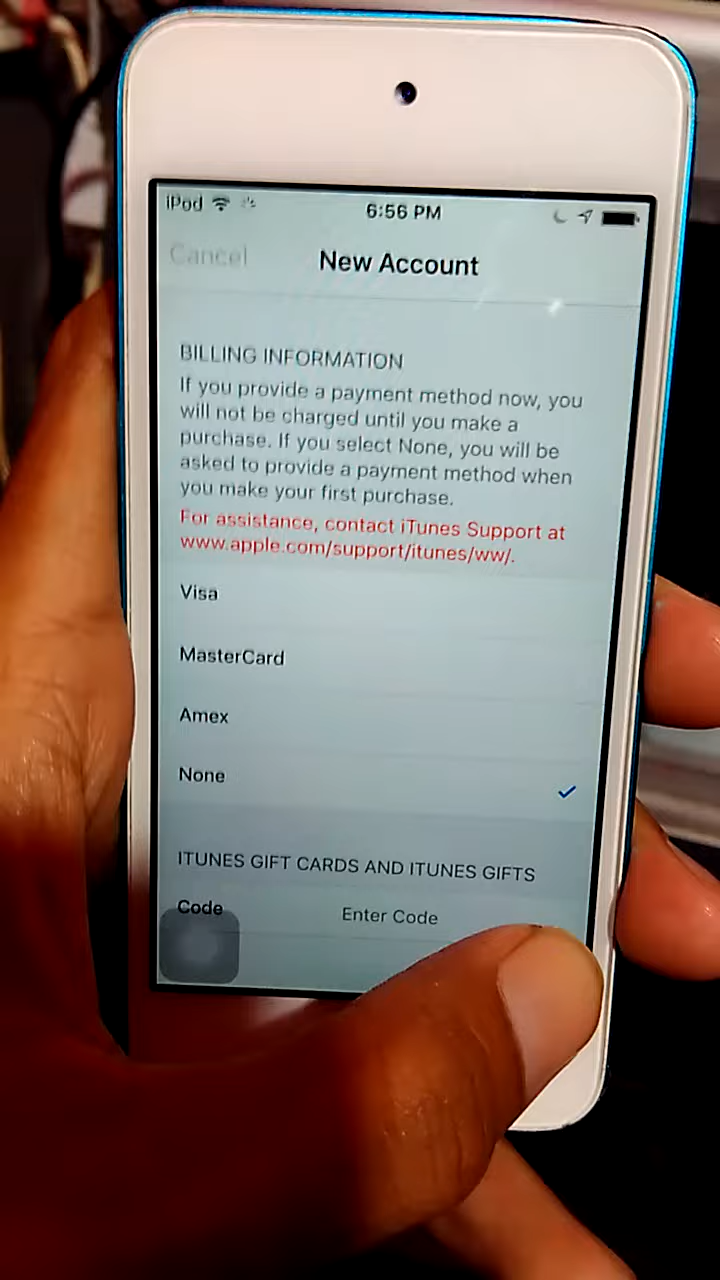 iPod 6:56 PM
Cancel New Account
BILLING INFORMATION
If you provide a payment method now, you
will not be charged until you make a
purchase. If you select None, you will be
asked to provide a payment method when
you make your first purchase.
For assistance, contact iTunes Support at
www.apple.com/support/itunes/ww/.
Visa
MasterCard
Amex
None
ITUNES GIFT CARDS AND ITUNES GIFTS
Code Enter Code